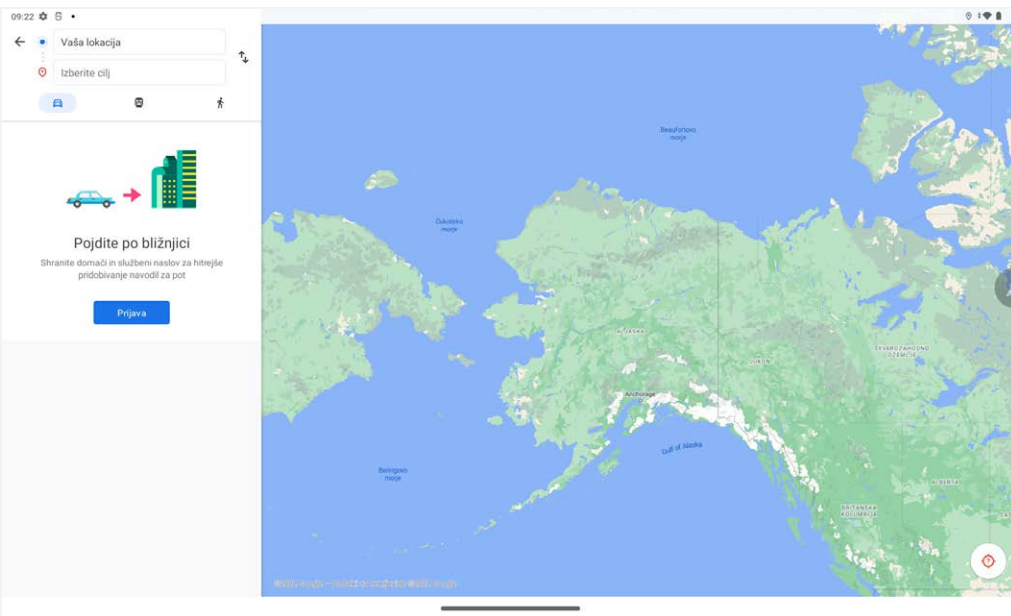 09:22
Vaša lokacija
Izberite cilj
Pojdite po bližnjici
Shranite domači in službeni naslov za hitrejše
pridobivanje navodil za pot
Prijava
Beaufortovo
morje
Čukotsko
morje
ALJASKA
JUKON
SEVEROZAHODNO
OZEMLJE
Anchorage
Gulf of Alaska
Beringovo
morje
ALBERTA
BRITANSKA
KOLUMBIJA